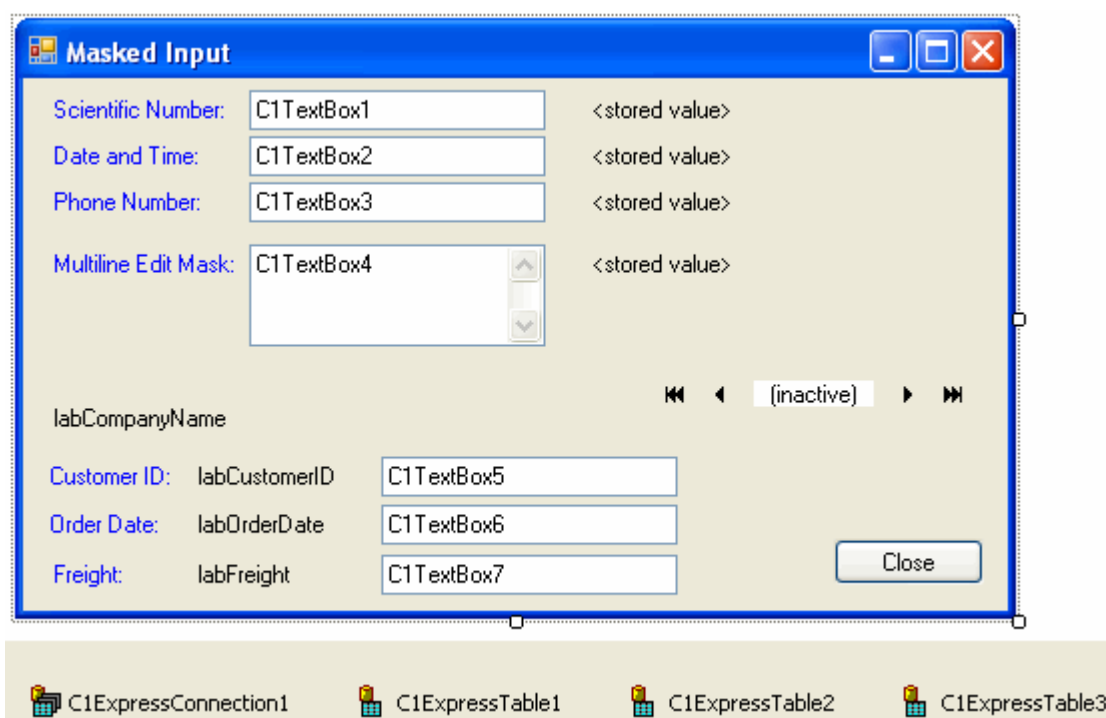 Masked Input
Scientific Number: C1TextBox1 <stored value>
Date and Time: C1TextBox2 <stored value>
Phone Number: C1TextBox3 <stored value>
Multiline Edit Mask: C1TextBox4 <stored value>
(inactive)
labCompanyName
Customer ID: labCustomerID C1TextBox5
Order Date: labOrderDate C1TextBox6
Freight: labFreight C1TextBox7
Close
C1ExpressConnection1 C1ExpressTable1 C1ExpressTable2 C1ExpressTable3